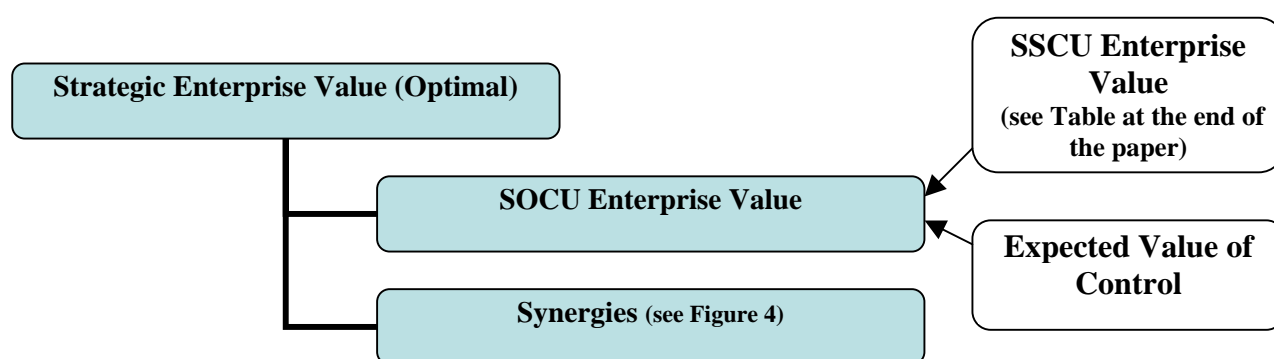 Strategic Enterprise Value (Optimal)
SOCU Enterprise Value
Synergies (see Figure 4)
SSCU Enterprise
Value
(see Table at the end of
the paper)
Expected Value of
Control